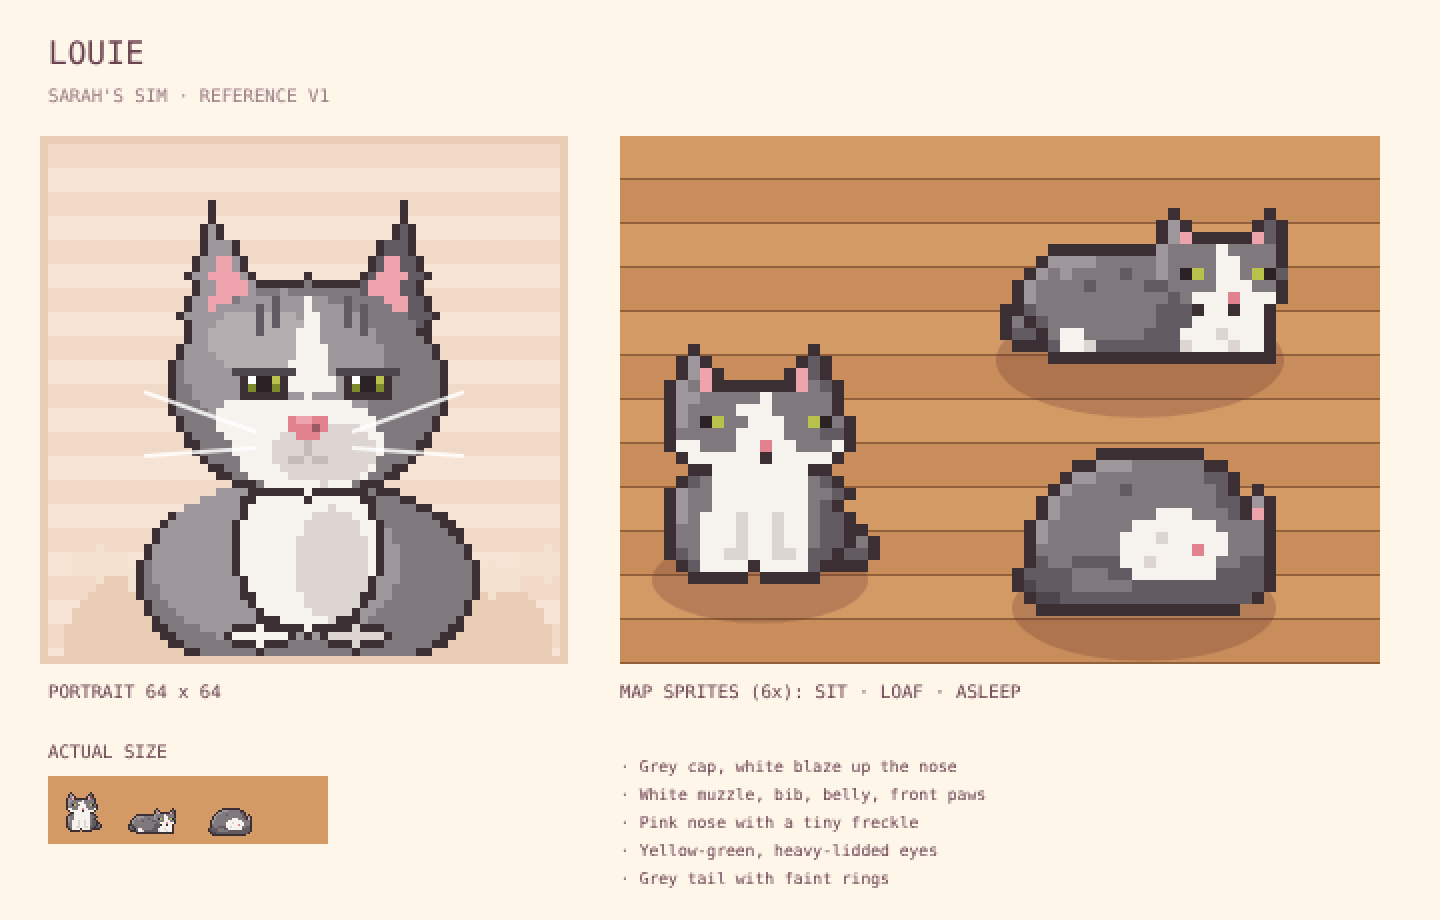 LOUIE
SARAH'S SIM · REFERENCE V1
PORTRAIT 64 x 64
MAP SPRITES (6x): SIT · LOAF · ASLEEP
ACTUAL SIZE
· Grey cap, white blaze up the nose
· White muzzle, bib, belly, front paws
· Pink nose with a tiny freckle
· Yellow-green, heavy-lidded eyes
· Grey tail with faint rings